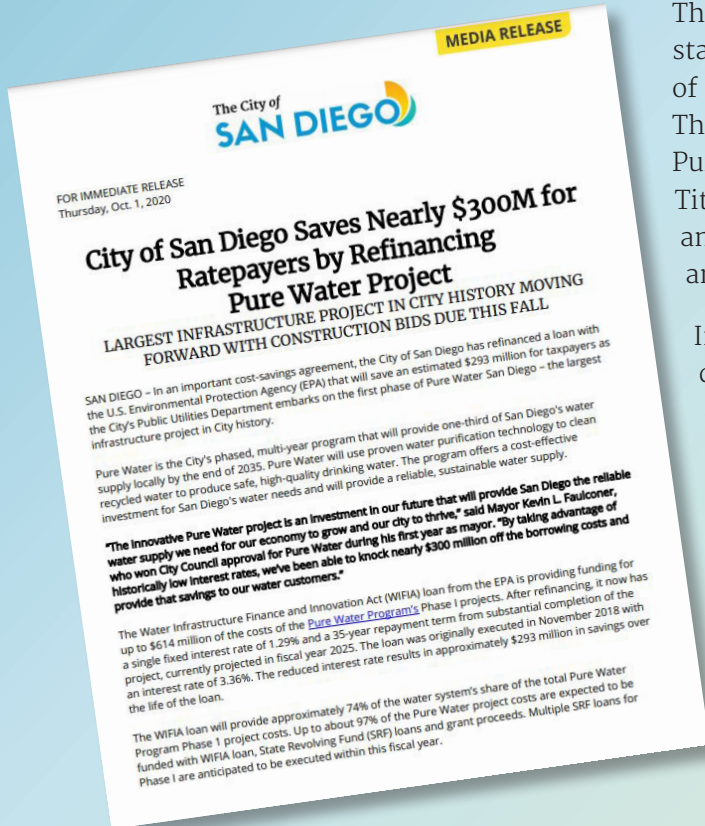 MEDIA RELEASE
The City of
SAN DIEGO
FOR IMMEDIATE RELEASE
Thursday, Oct. 1, 2020
City of San Diego Saves Nearly $300M for
Ratepayers by Refinancing
Pure Water Project
LARGEST INFRASTRUCTURE PROJECT IN CITY HISTORY MOVING
FORWARD WITH CONSTRUCTION BIDS DUE THIS FALL
SAN DIEGO – In an important cost-savings agreement, the City of San Diego has refinanced a loan with
the U.S. Environmental Protection Agency (EPA) that will save an estimated $293 million for taxpayers as
the City's Public Utilities Department embarks on the first phase of Pure Water San Diego – the largest
infrastructure project in City history.
Pure Water is the City's phased, multi-year program that will provide one-third of San Diego's water
supply locally by the end of 2035. Pure Water will use proven water purification technology to clean
recycled water to produce safe, high-quality drinking water. The program offers a cost-effective
investment for San Diego's water needs and will provide a reliable, sustainable water supply.
"The innovative Pure Water project is an investment in our future that will provide San Diego the reliable
water supply we need for our economy to grow and our city to thrive," said Mayor Kevin L. Faulconer,
who won City Council approval for Pure Water during his first year as mayor. "By taking advantage of
historically low interest rates, we've been able to knock nearly $300 million off the borrowing costs and
provide that savings to our water customers."
The Water Infrastructure Finance and Innovation Act (WIFIA) loan from the EPA is providing funding for
up to $614 million of the costs of the Pure Water Program's Phase I projects. After refinancing, it now has
a single fixed interest rate of 1.29% and a 35-year repayment term from substantial completion of the
project, currently projected in fiscal year 2025. The loan was originally executed in November 2018 with
an interest rate of 3.36%. The reduced interest rate results in approximately $293 million in savings over
the life of the loan.
The WIFIA loan will provide approximately 74% of the water system's share of the total Pure Water
Program Phase 1 project costs. Up to about 97% of the Pure Water project costs are expected to be
funded with WIFIA loan, State Revolving Fund (SRF) loans and grant proceeds. Multiple SRF loans for
Phase I are anticipated to be executed within this fiscal year.
of